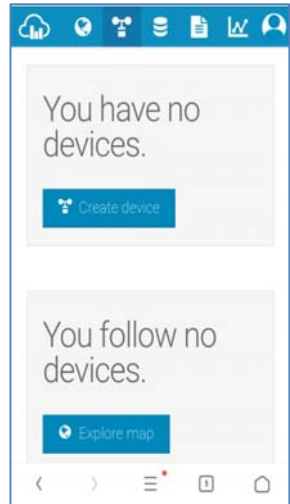 You have no
devices.
Create device
You follow no
devices.
Explore map